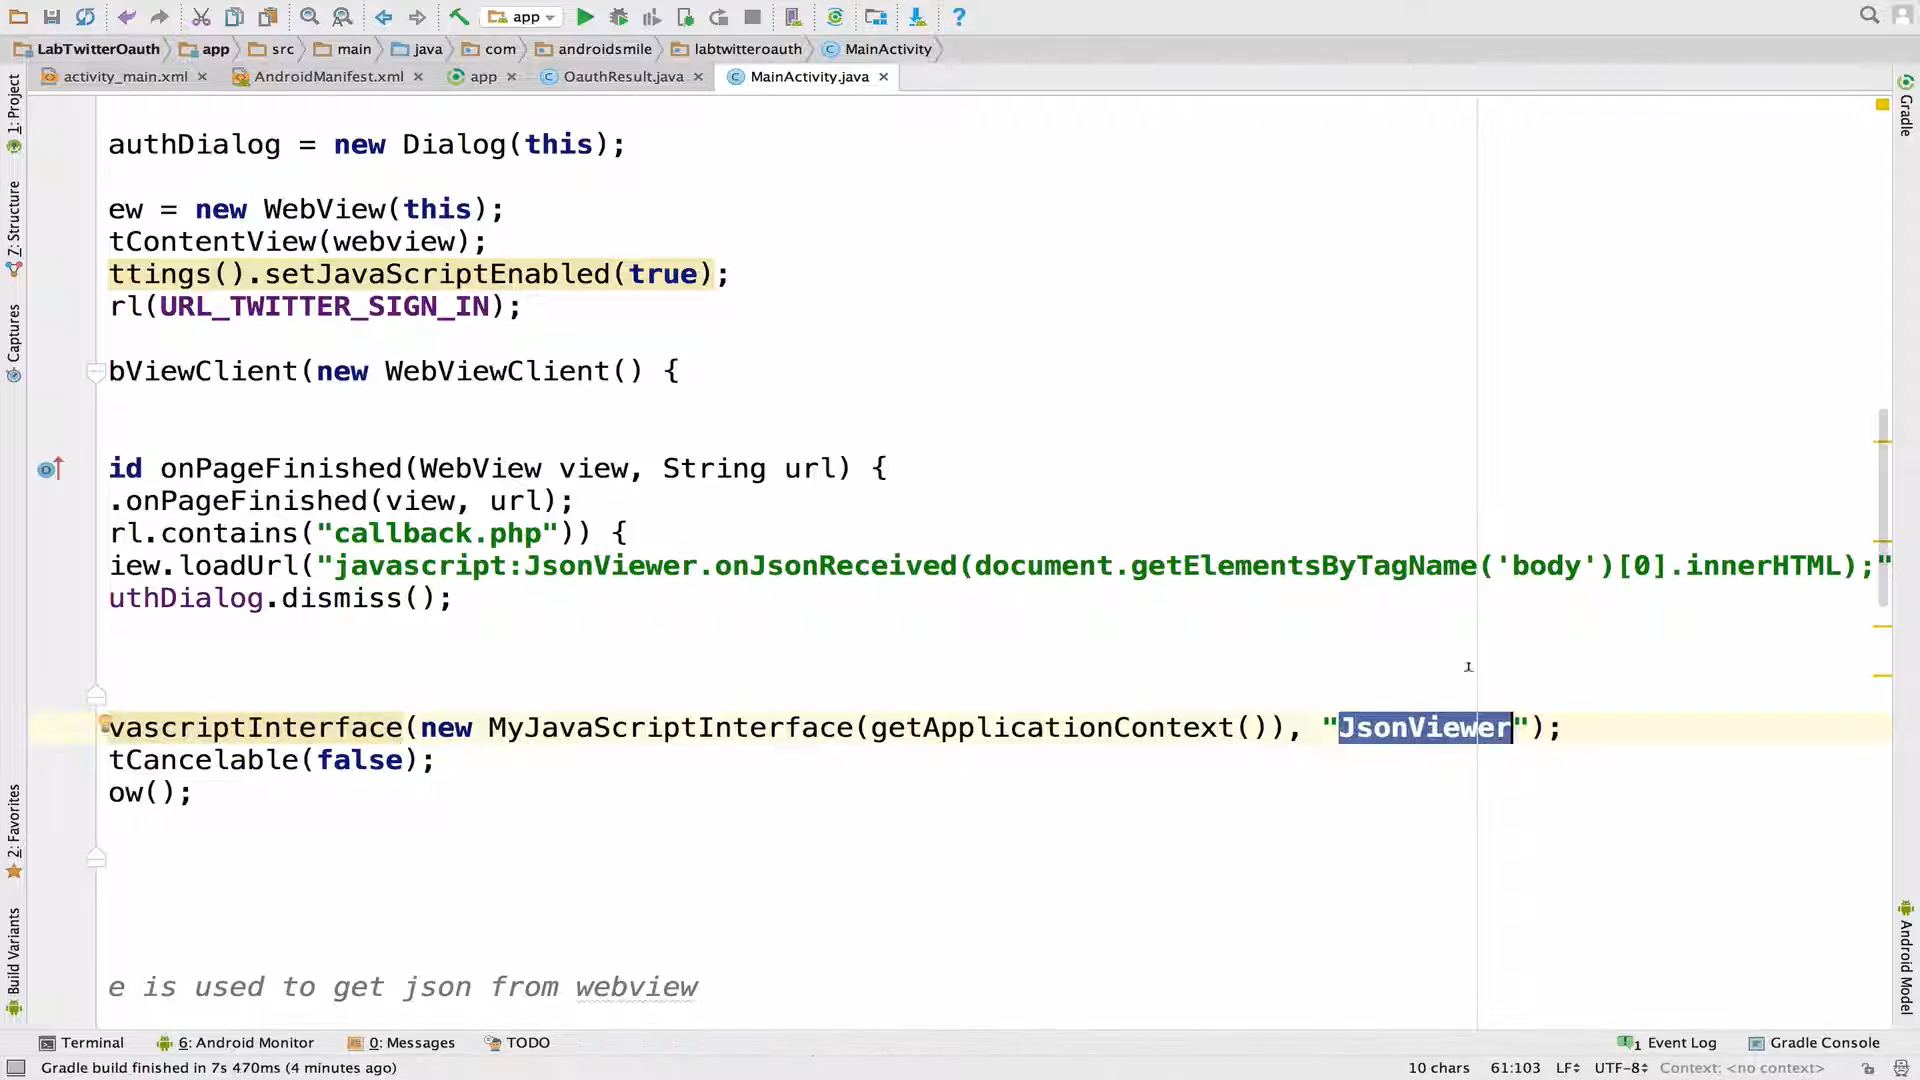 app
LabTwitterOauth app src main java com androidsmile labtwitteroauth MainActivity
activity_main.xml AndroidManifest.xml app OauthResult.java MainActivity.java
1: Project
Z: Structure
Captures
2: Favorites
Build Variants
Gradle
Android Model
authDialog = new Dialog(this);
ew = new WebView(this);
tContentView(webview);
ttings().setJavaScriptEnabled(true);
rl(URL_TWITTER_SIGN_IN);
bViewClient(new WebViewClient() {
id onPageFinished(WebView view, String url) {
.onPageFinished(view, url);
rl.contains("callback.php")) {
iew.loadUrl("javascript:JsonViewer.onJsonReceived(document.getElementsByTagName('body')[0].innerHTML);"
uthDialog.dismiss();
vascriptInterface(new MyJavaScriptInterface(getApplicationContext()), "JsonViewer");
tCancelable(false);
ow();
e is used to get json from webview
Terminal 6: Android Monitor 0: Messages TODO 1 Event Log Gradle Console
Gradle build finished in 7s 470ms (4 minutes ago) 10 chars 61:103 LF UTF-8 Context: <no context>